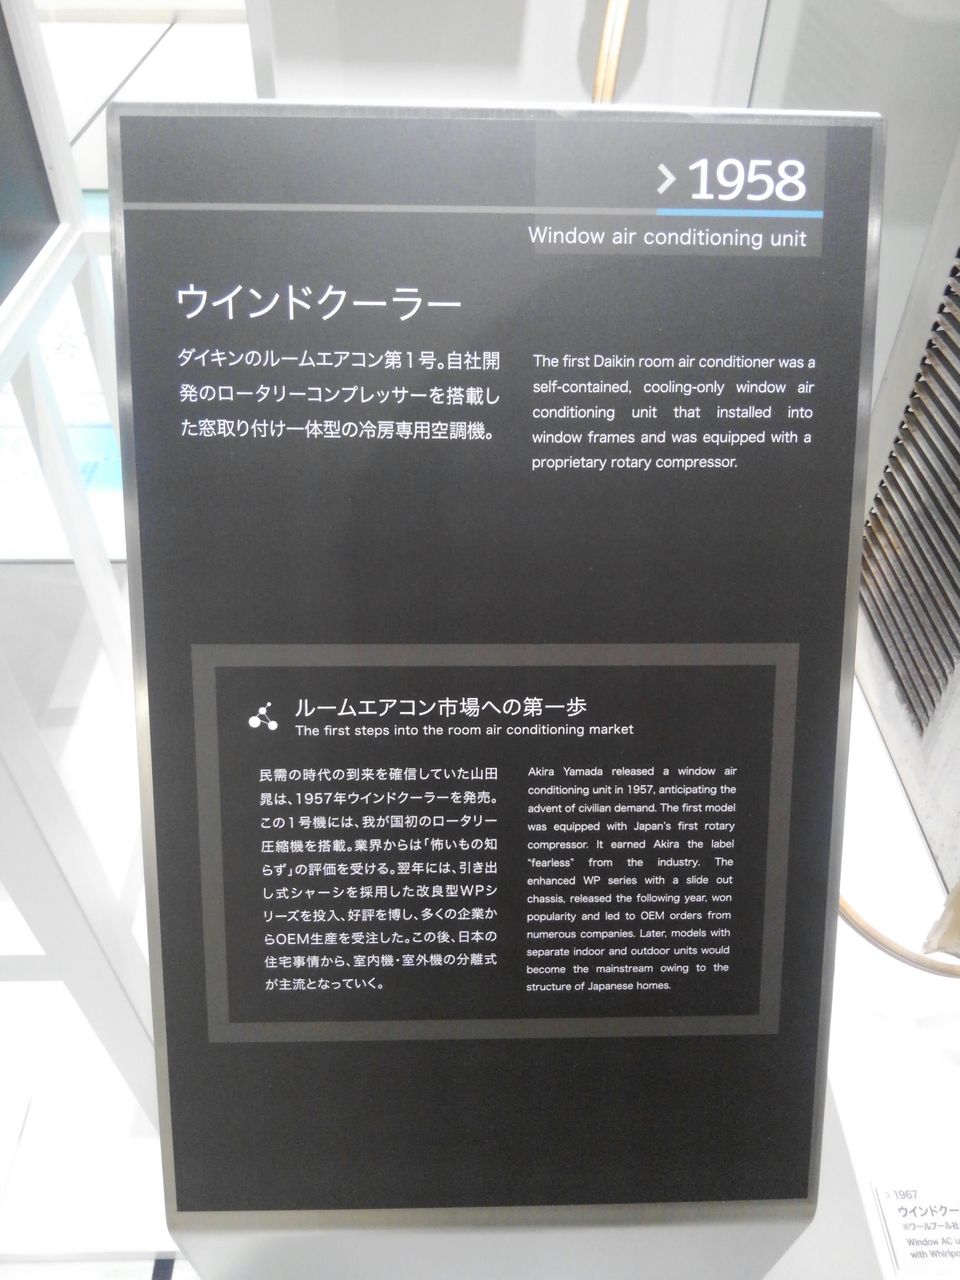 1958
Window air conditioning unit
ウインドクーラー
ダイキンのルームエアコン第1号。自社開
発のロータリーコンプレッサーを搭載し
た窓取り付け一体型の冷房専用空調機。
The first Daikin room air conditioner was a
self-contained, cooling-only window air
conditioning unit that installed into
window frames and was equipped with a
proprietary rotary compressor.
ルームエアコン市場への第一歩
The first steps into the room air conditioning market
民需の時代の到来を確信していた山田
晁は、1957年ウインドクーラーを発売。
この1号機には、我が国初のロータリー
圧縮機を搭載。業界からは「怖いもの知
らず」の評価を受ける。翌年には、引き出
し式シャーシを採用した改良型WPシ
リーズを投入、好評を博し、多くの企業か
らOEM生産を受注した。この後、日本の
住宅事情から、室内機・室外機の分離式
が主流となっていく。
Akira Yamada released a window air
conditioning unit in 1957, anticipating the
advent of civilian demand. The first model
was equipped with Japan's first rotary
compressor. It earned Akira the label
"fearless" from the industry. The
enhanced WP series with a slide out
chassis, released the following year, won
popularity and led to OEM orders from
numerous companies. Later, models with
separate indoor and outdoor units would
become the mainstream owing to the
structure of Japanese homes.
1967
ウインドクー
※ワールプール社
Window AC u
with Whirlpo